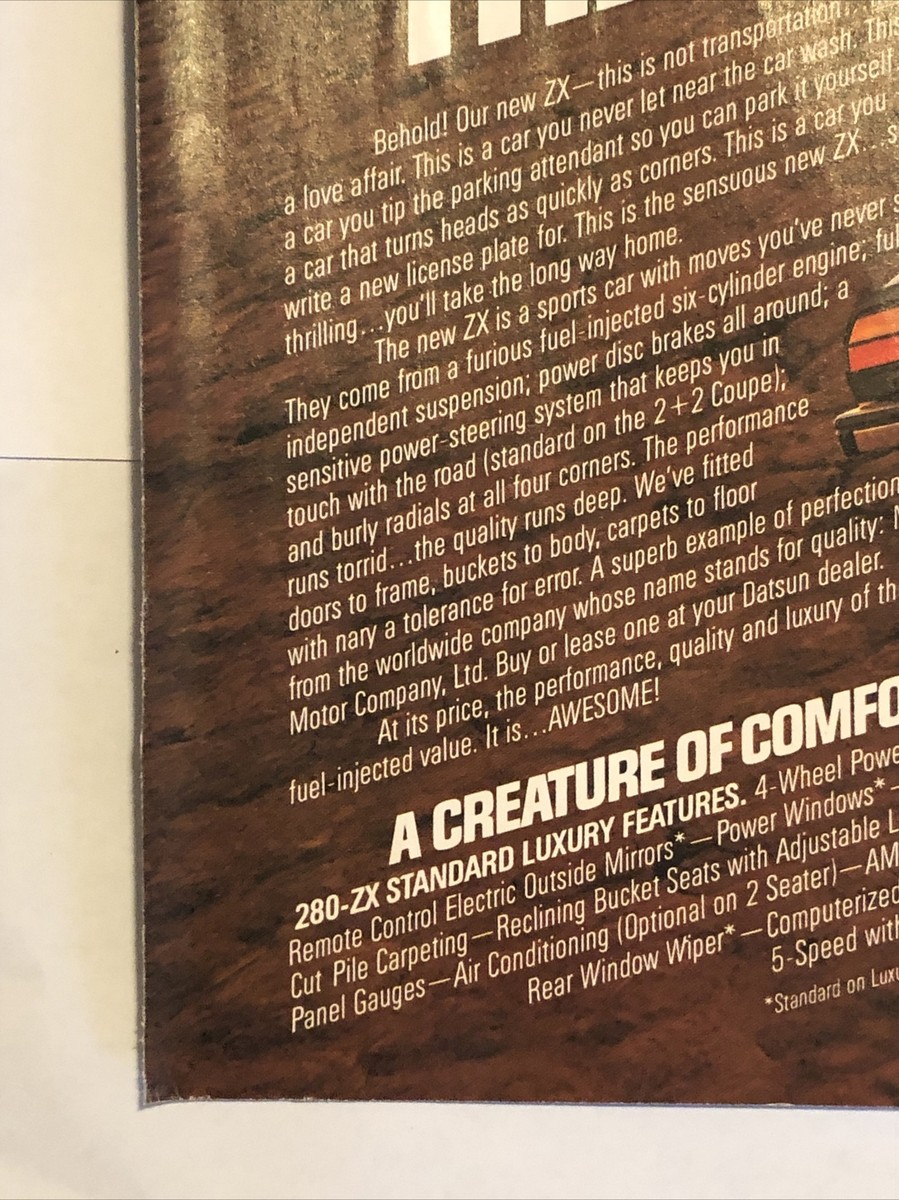 Behold! Our new ZX—this is not transportation...
a love affair. This is a car you never let near the car wash. This
a car you tip the parking attendant so you can park it yourself
a car that turns heads as quickly as corners. This is a car you
write a new license plate for. This is the sensuous new ZX...s
thrilling...you'll take the long way home.
The new ZX is a sports car with moves you've never s
They come from a furious fuel-injected six-cylinder engine; ful
independent suspension; power disc brakes all around; a
sensitive power-steering system that keeps you in
touch with the road (standard on the 2+2 Coupe);
and burly radials at all four corners. The performance
runs torrid...the quality runs deep. We've fitted
doors to frame, buckets to body, carpets to floor
with nary a tolerance for error. A superb example of perfection
from the worldwide company whose name stands for quality: N
Motor Company, Ltd. Buy or lease one at your Datsun dealer.
At its price, the performance, quality and luxury of th
fuel-injected value. It is...AWESOME!
A CREATURE OF COMFO
280-ZX STANDARD LUXURY FEATURES. 4-Wheel Powe
Remote Control Electric Outside Mirrors*—Power Windows*—
Cut Pile Carpeting—Reclining Bucket Seats with Adjustable L
Panel Gauges—Air Conditioning (Optional on 2 Seater)—AM
Rear Window Wiper*—Computerized
5-Speed with
*Standard on Luxu